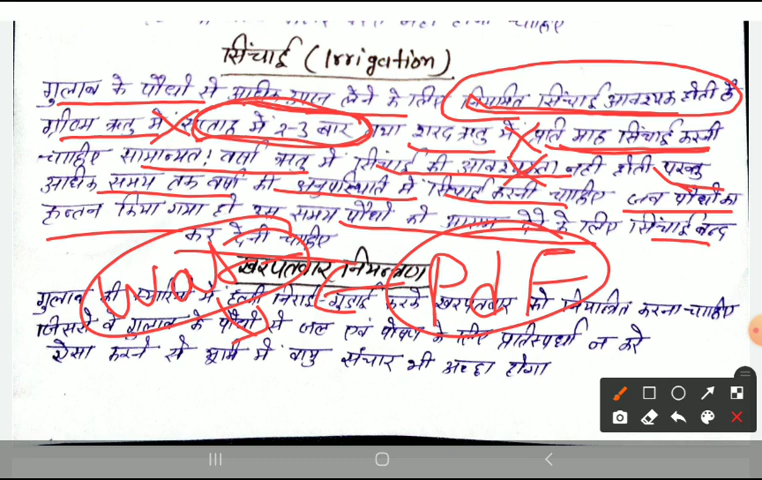 सिंचाई (Irrigation)
गुलाब के पौधों से अधिक लेने के लिए नियमित सिंचाई आवश्यक होती है
ग्रीष्म ऋतु में सप्ताह में 2-3 बार तथा शरद ऋतु में प्रति माह सिंचाई करनी
चाहिए सामान्यतः वर्षा ऋतु में सिंचाई की आवश्यकता नही होती परन्तु
अधिक समय तक वर्षा की अनुपस्थिति में सिंचाई करनी चाहिए जब पौधों का
कृन्तन किया गया हो उस समय पौधों को आराम देने के लिए सिंचाई बन्द
कर देनी चाहिए
खरपतवार नियन्त्रण
गुलाब की क्यारियों में हल्की निराई गुड़ाई करके खरपतवार को नियन्त्रित करना चाहिए
जिससे वे गुलाब के पौधों में जल एवं पोषण के लिए प्रतिस्पर्धा न करे
ऐसा करने से भूमि में वायु संचार भी अच्छा होगा
PdF